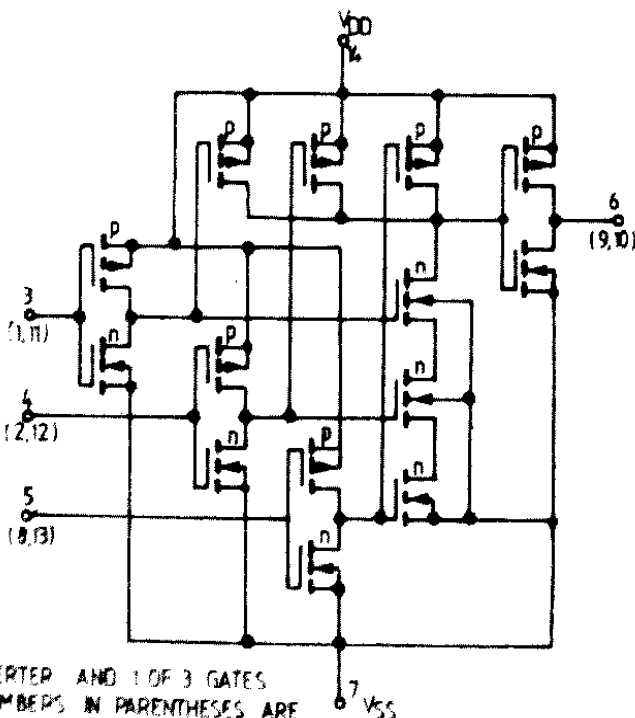 VDD
14
p p p p
6
(9,10)
p
3
n
n
(1,11)
p
4
n
(2,12)
n p
n
5
(8,13)
n
ERTER AND 1 OF 3 GATES
MBERS IN PARENTHESES ARE
7 VSS